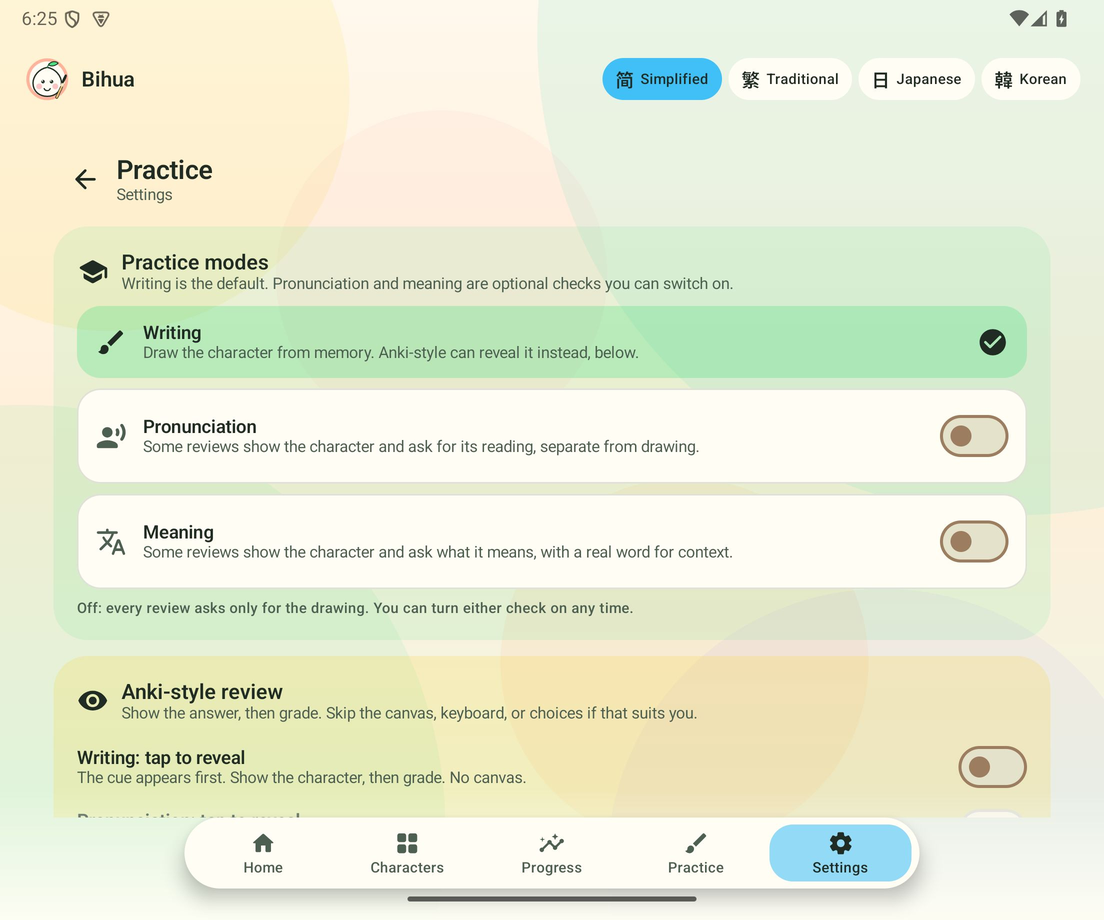 6:25
Bihua
简 Simplified
繁 Traditional
日 Japanese
韓 Korean
Practice
Settings
Practice modes
Writing is the default. Pronunciation and meaning are optional checks you can switch on.
Writing
Draw the character from memory. Anki-style can reveal it instead, below.
Pronunciation
Some reviews show the character and ask for its reading, separate from drawing.
Meaning
Some reviews show the character and ask what it means, with a real word for context.
Off: every review asks only for the drawing. You can turn either check on any time.
Anki-style review
Show the answer, then grade. Skip the canvas, keyboard, or choices if that suits you.
Writing: tap to reveal
The cue appears first. Show the character, then grade. No canvas.
Home
Characters
Progress
Practice
Settings